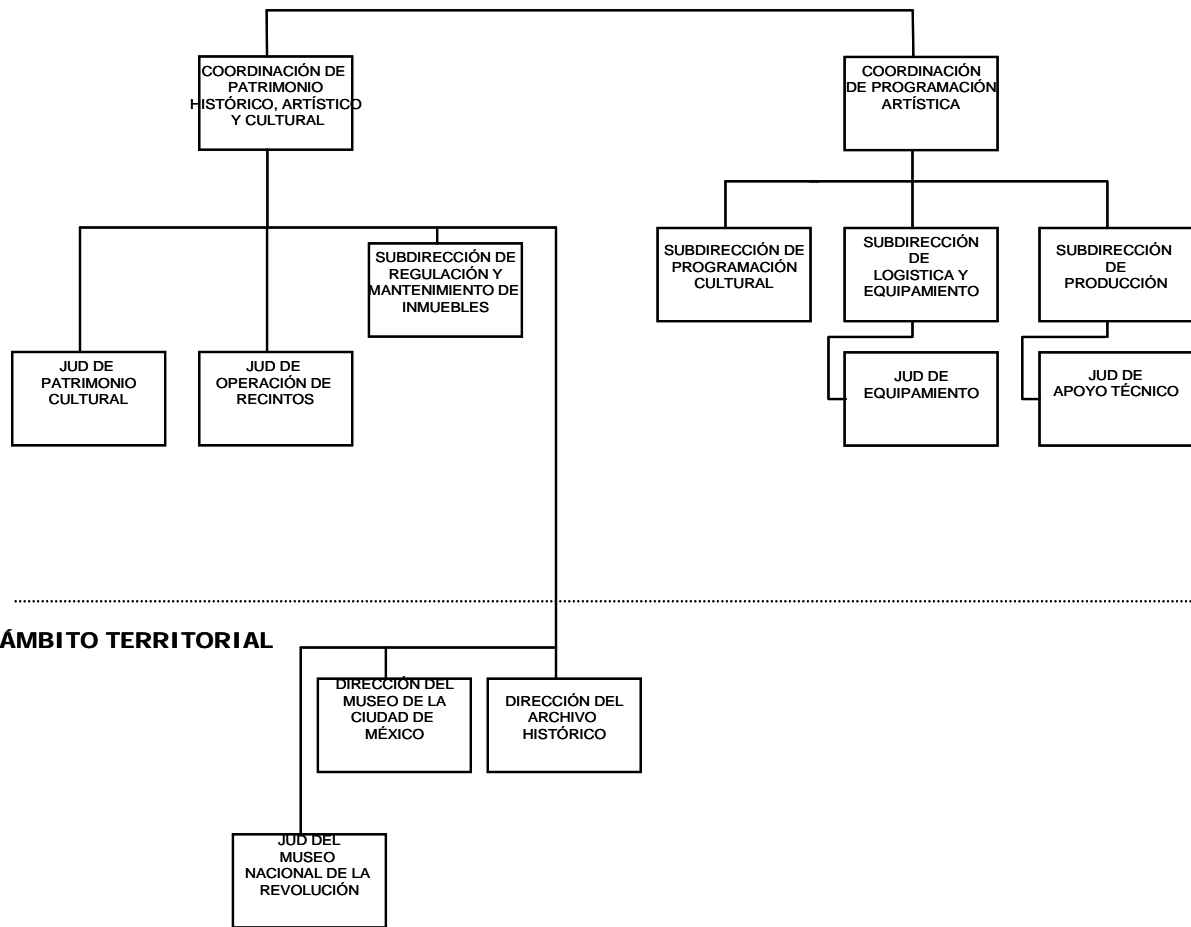 COORDINACIÓN DE
PATRIMONIO
HISTÓRICO, ARTÍSTICO
Y CULTURAL
COORDINACIÓN
DE PROGRAMACIÓN
ARTÍSTICA
SUBDIRECCIÓN DE
REGULACIÓN Y
MANTENIMIENTO DE
INMUEBLES
SUBDIRECCIÓN DE
PROGRAMACIÓN
CULTURAL
SUBDIRECCIÓN
DE
LOGISTICA Y
EQUIPAMIENTO
SUBDIRECCIÓN
DE
PRODUCCIÓN
JUD DE
PATRIMONIO
CULTURAL
JUD DE
OPERACIÓN DE
RECINTOS
JUD DE
EQUIPAMIENTO
JUD DE
APOYO TÉCNICO
ÁMBITO TERRITORIAL
DIRECCIÓN DEL
MUSEO DE LA
CIUDAD DE
MÉXICO
DIRECCIÓN DEL
ARCHIVO
HISTÓRICO
JUD DEL
MUSEO
NACIONAL DE LA
REVOLUCIÓN